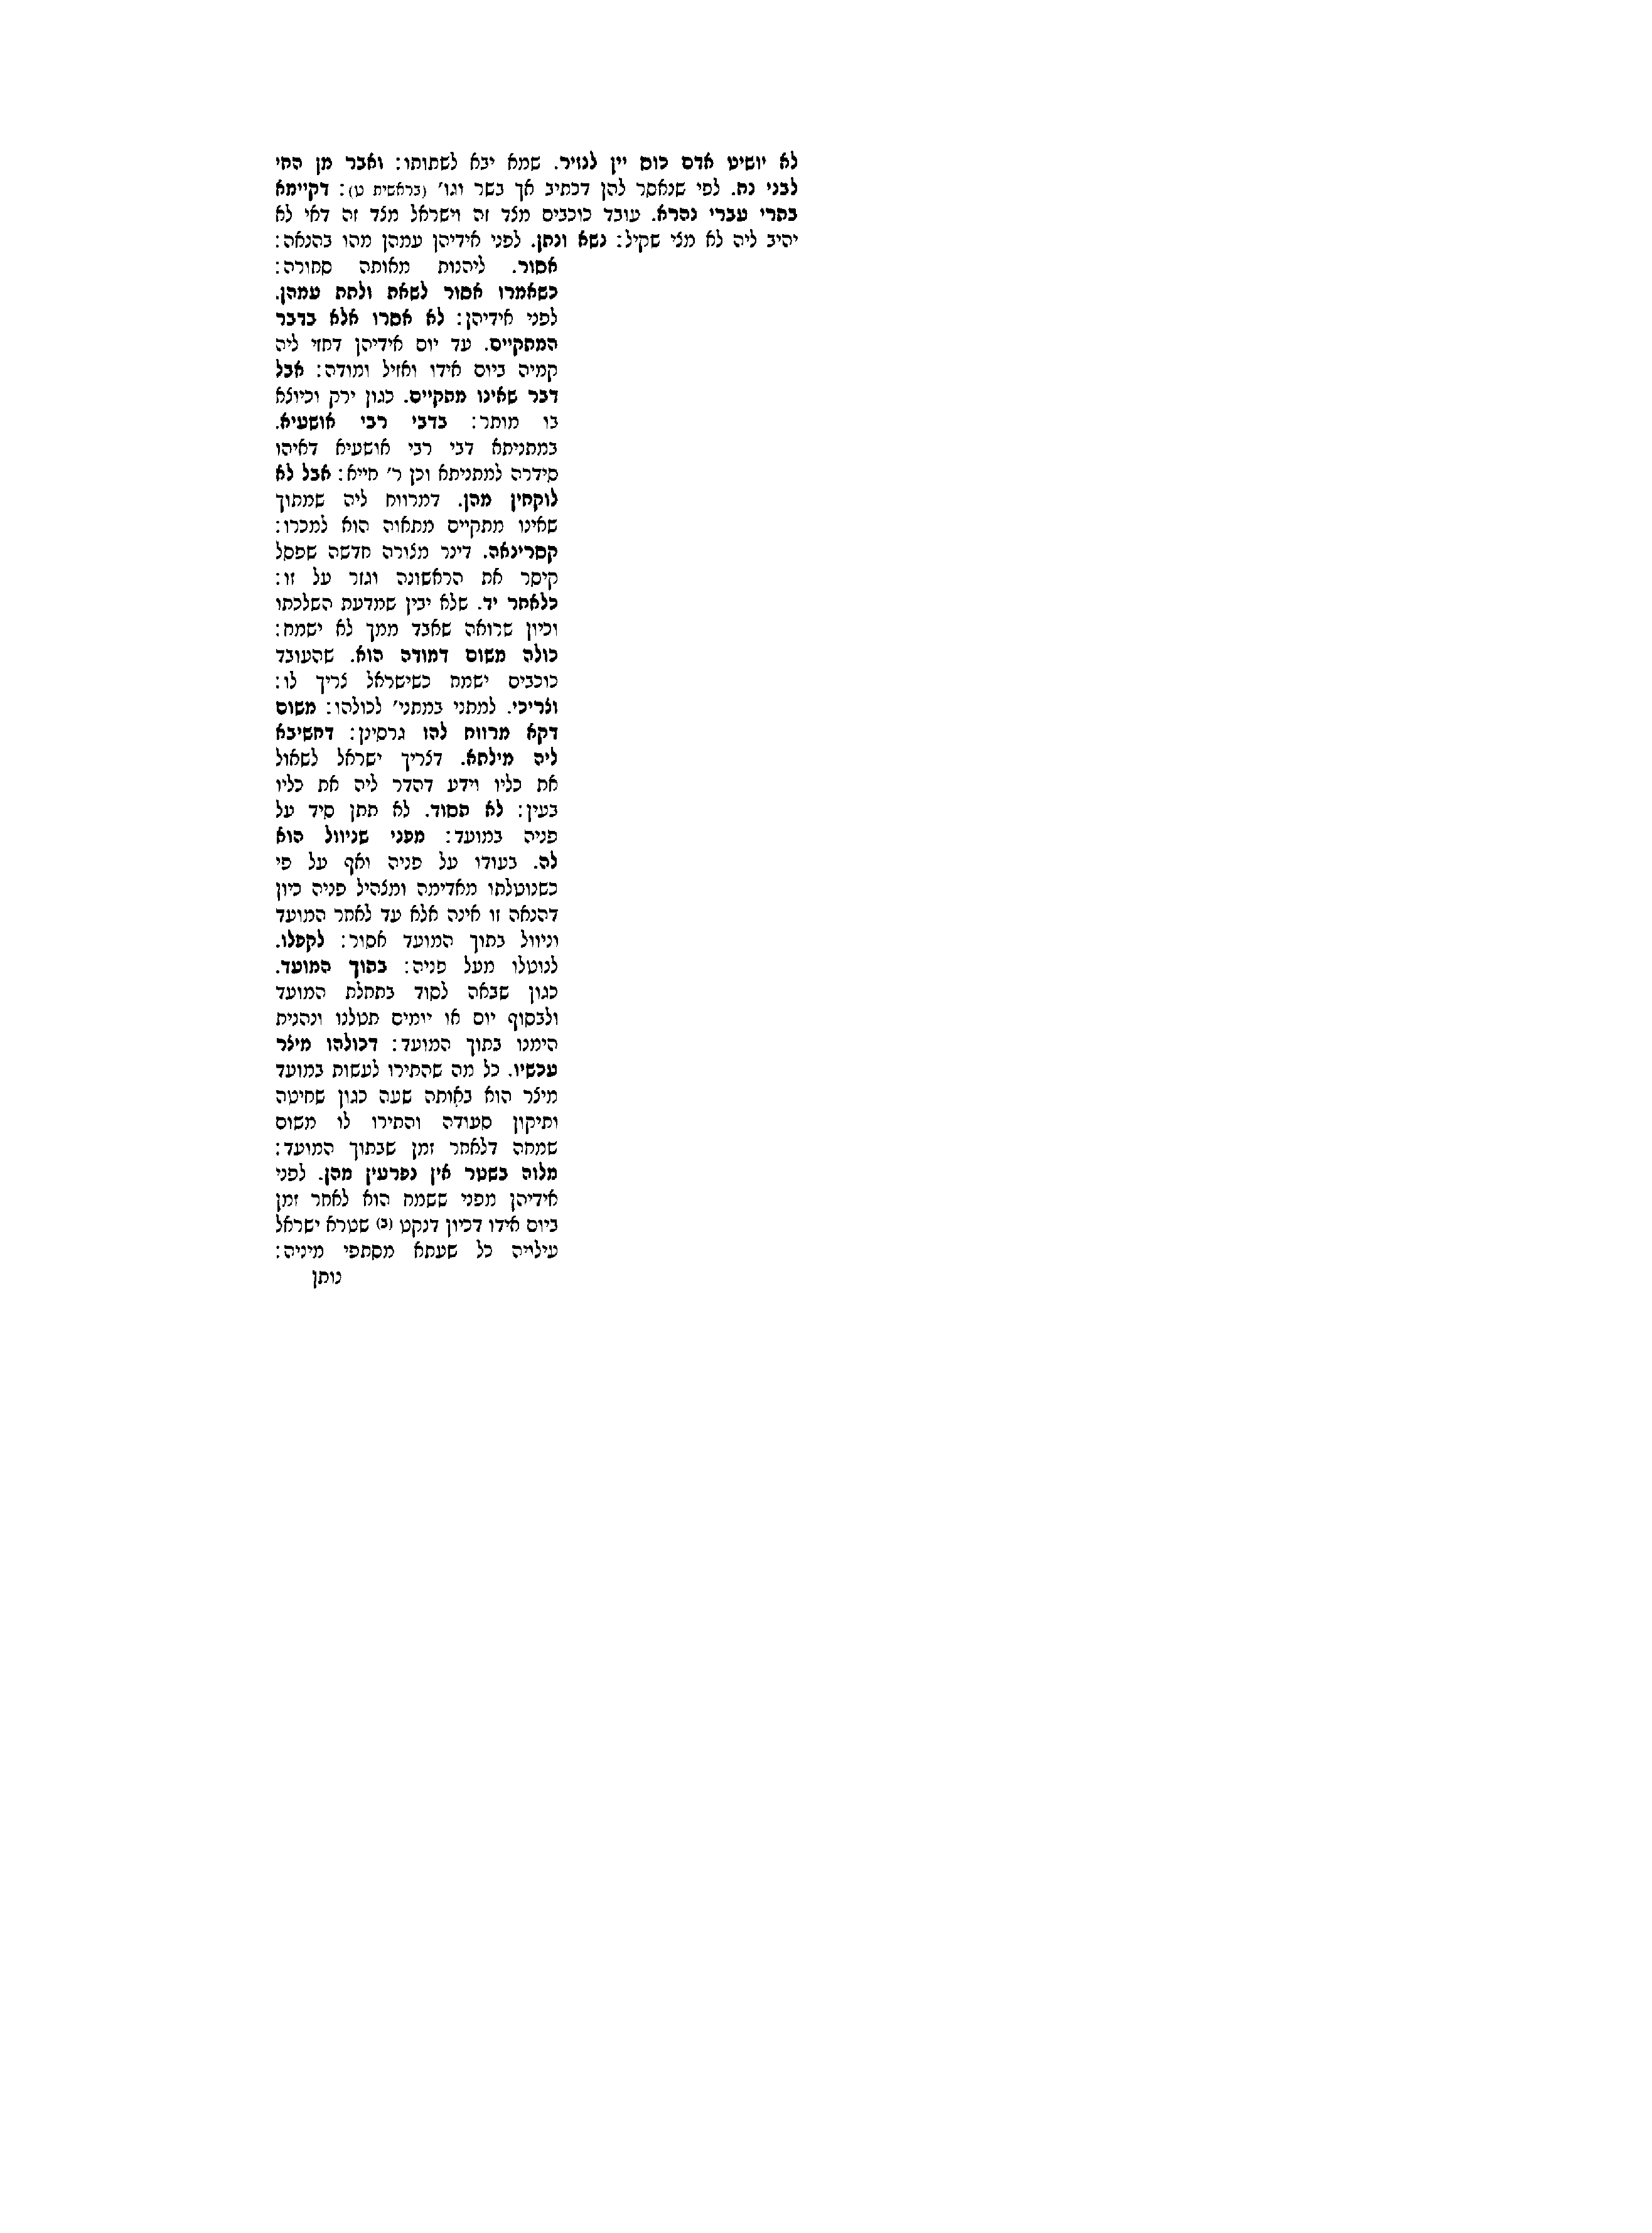 לא יושיט אדם כוס יין לנזיר. שמא יבא לשתותו: ואבר מן החי
לבני נח. לפי שנאסר להן דכתיב אך בשר וגו' (בראשית ט): דקיימא
בתרי עברי נהרא. עובד כוכבים מצד זה וישראל מצד זה דאי לא
יהיב ליה לא מצי שקיל: נשא ונתן. לפני אידיהן עמהן מהו בהנאה:
אסור. ליהנות מאותה סחורה:
כשאמרו אסור לשאת ולתת עמהן.
לפני אידיהן: לא אסרו אלא בדבר
המתקיים. עד יום אידיהן דחזי ליה
קמיה ביום אידו ואזיל ומודה: אבל
דבר שאינו מתקיים. כגון ירק וכיוצא
בו מותר: בדבי רבי אושעיא.
במתניתא דבי רבי אושעיא דאיהו
סידרה למתניתא וכן ר' חייא: אבל לא
לוקחין מהן. דמרווח ליה שמתוך
שאינו מתקיים מתאוה הוא למכרו:
קסרינאה. דינר מצורה חדשה שפסל
קיסר את הראשונה וגזר על זו:
כלאחר יד. שלא יבין שמדעת השלכתו
וכיון שרואה שאבד ממך לא ישמח:
כולה משום דמודה הוא. שהעובד
כוכבים ישמח כשישראל צריך לו:
וצריכי. למתני במתני' לכולהו: משום
דקא מרווח להו גרסינן: דחשיבא
ליה מילתא. דצריך ישראל לשאול
את כליו וידע דהדר ליה את כליו
בעין: לא תסוד. לא תתן סיד על
פניה במועד: מפני שניוול הוא
לה. בעודו על פניה ואף על פי
כשנוטלתו מאדימה ומצהיל פניה כיון
דהנאה זו אינה אלא עד לאחר המועד
וניוול בתוך המועד אסור: לקפלו.
לנוטלו מעל פניה: בתוך המועד.
כגון שבאה לסוד בתחלת המועד
ולבסוף יום או יומים תטלנו ונהנית
הימנו בתוך המועד: דכולהו מיצר
עכשיו. כל מה שהתירו לעשות במועד
מיצר הוא באותה שעה כגון שחיטה
ותיקון סעודה והתירו לו משום
שמחה דלאחר זמן שבתוך המועד:
מלוה בשטר אין נפרעין מהן. לפני
אידיהן מפני ששמח הוא לאחר זמן
ביום אידו דכיון דנקט (ב) שטרא ישראל
עילויה כל שעתא מסתפי מיניה:
נותן